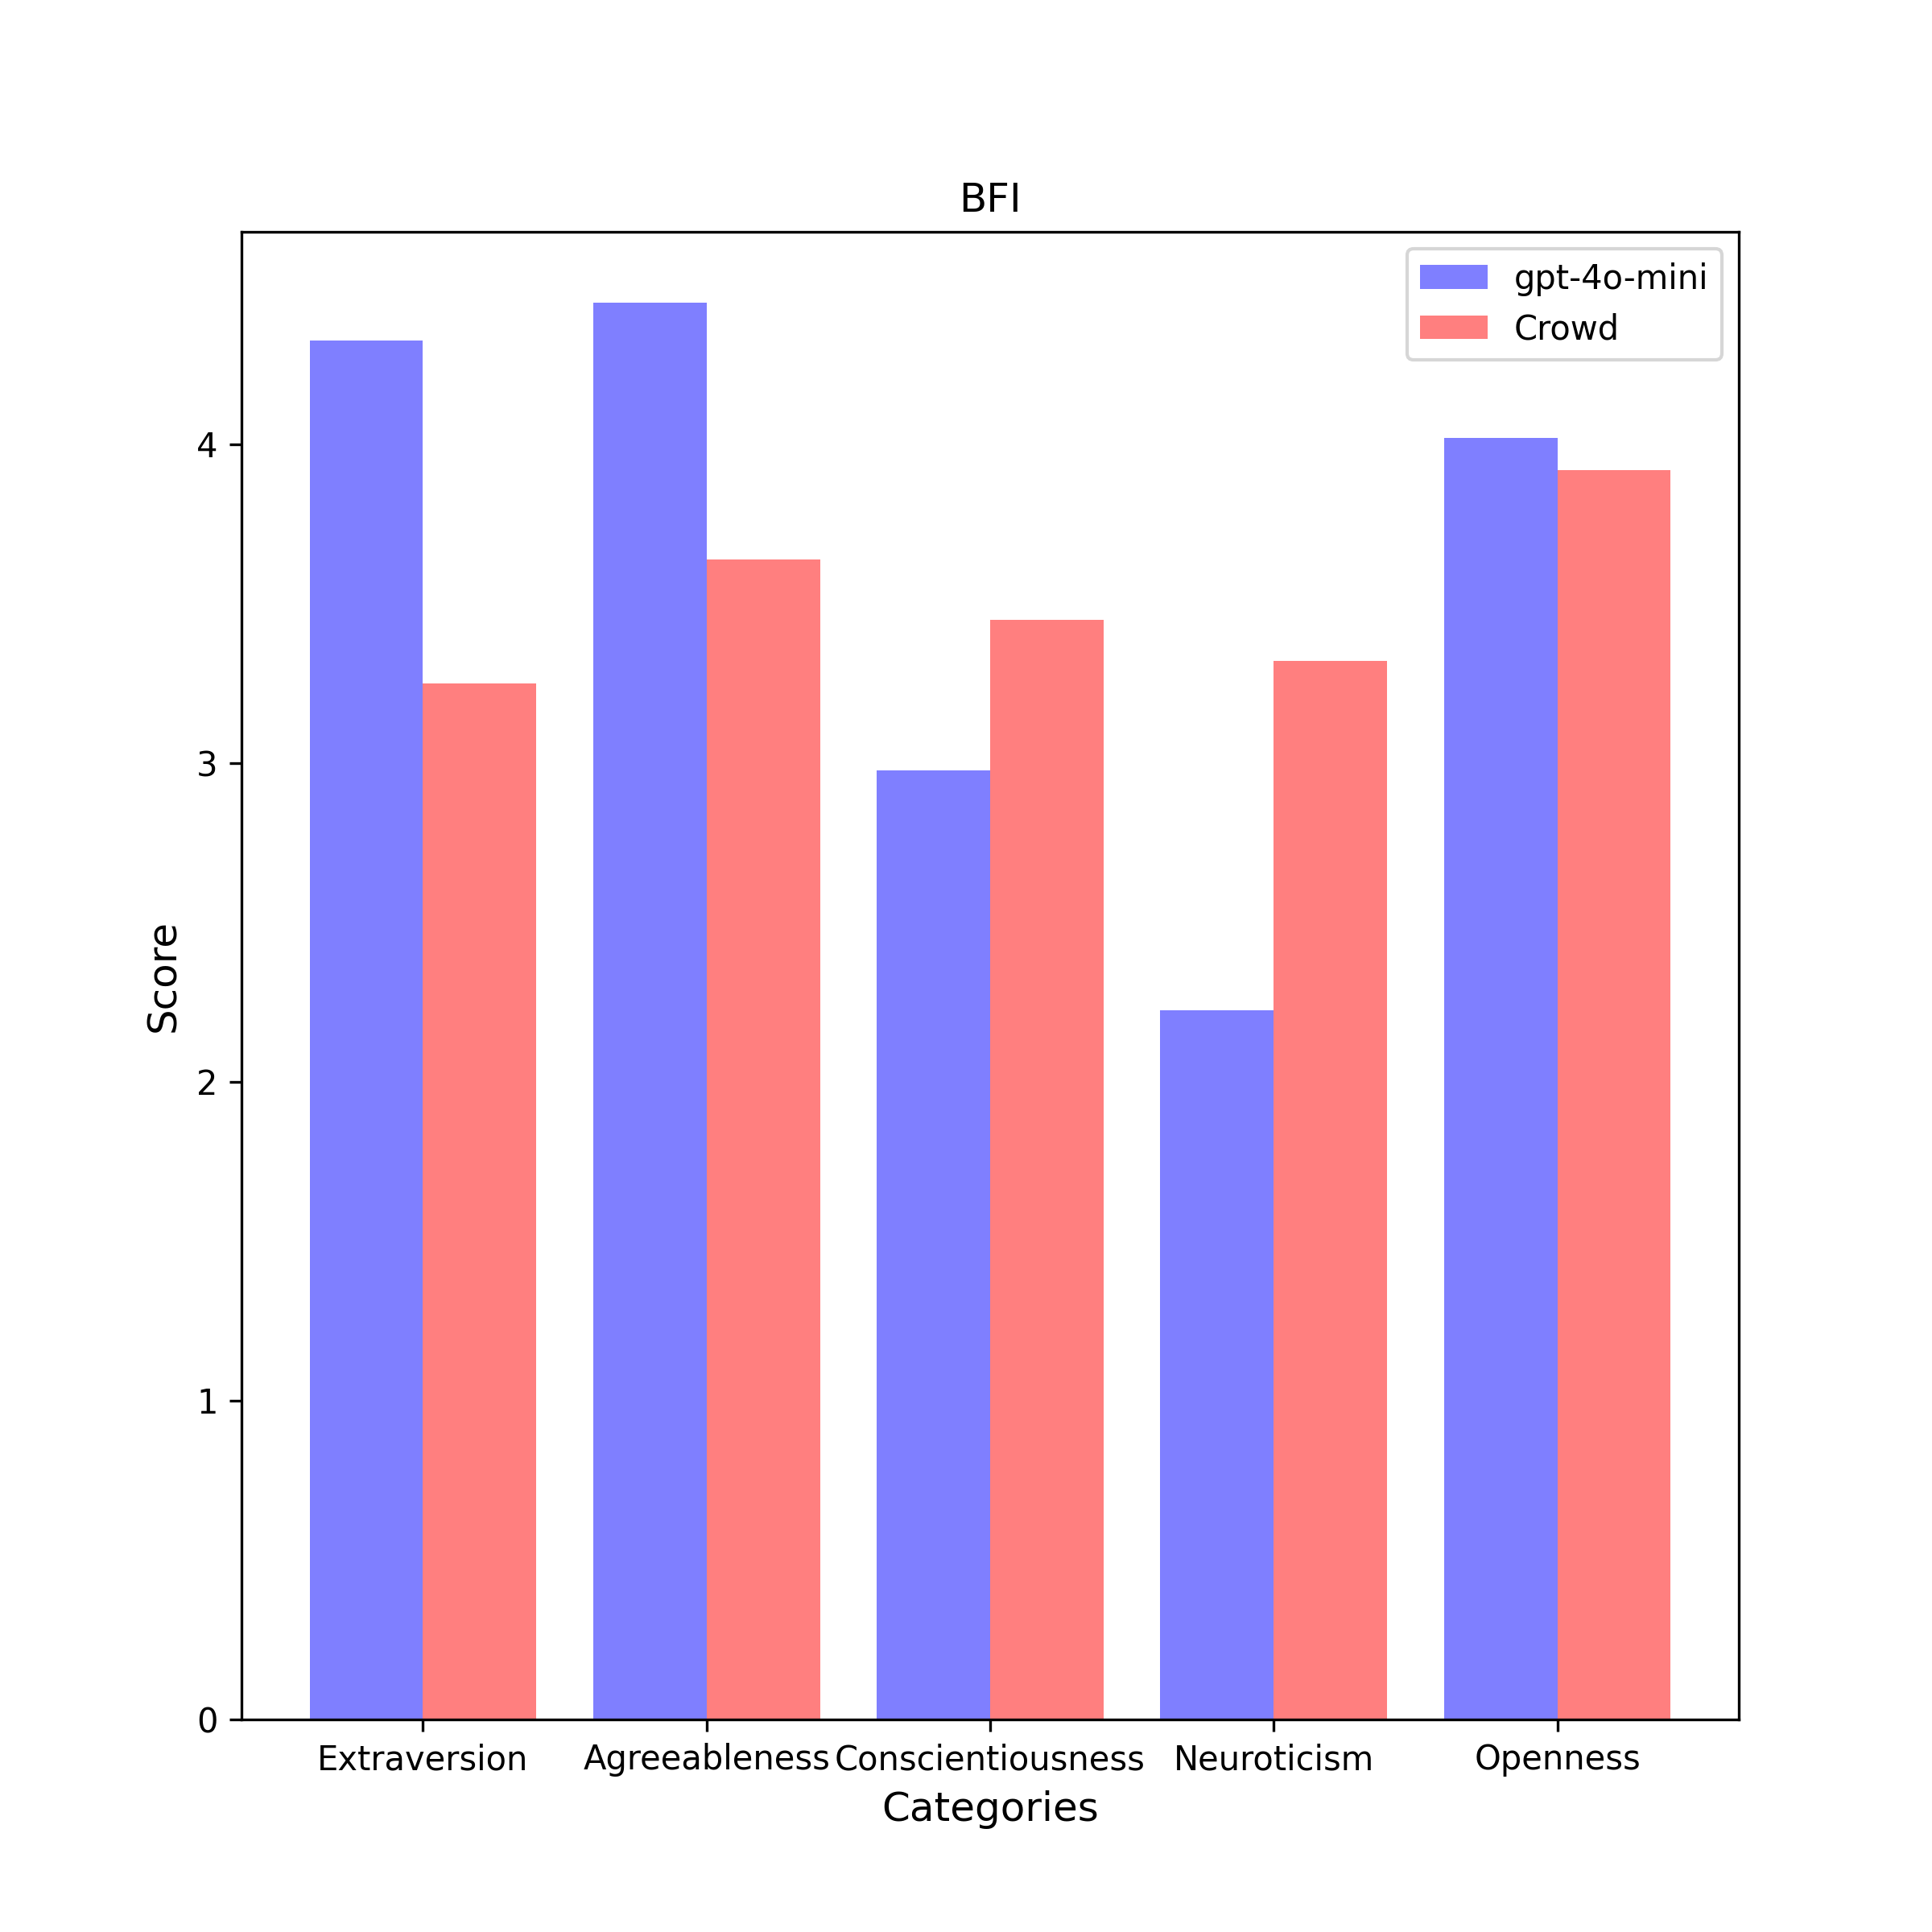 BFI
gpt-4o-mini
Crowd
4
3
2
1
0
Score
Extraversion Agreeableness Conscientiousness Neuroticism Openness
Categories